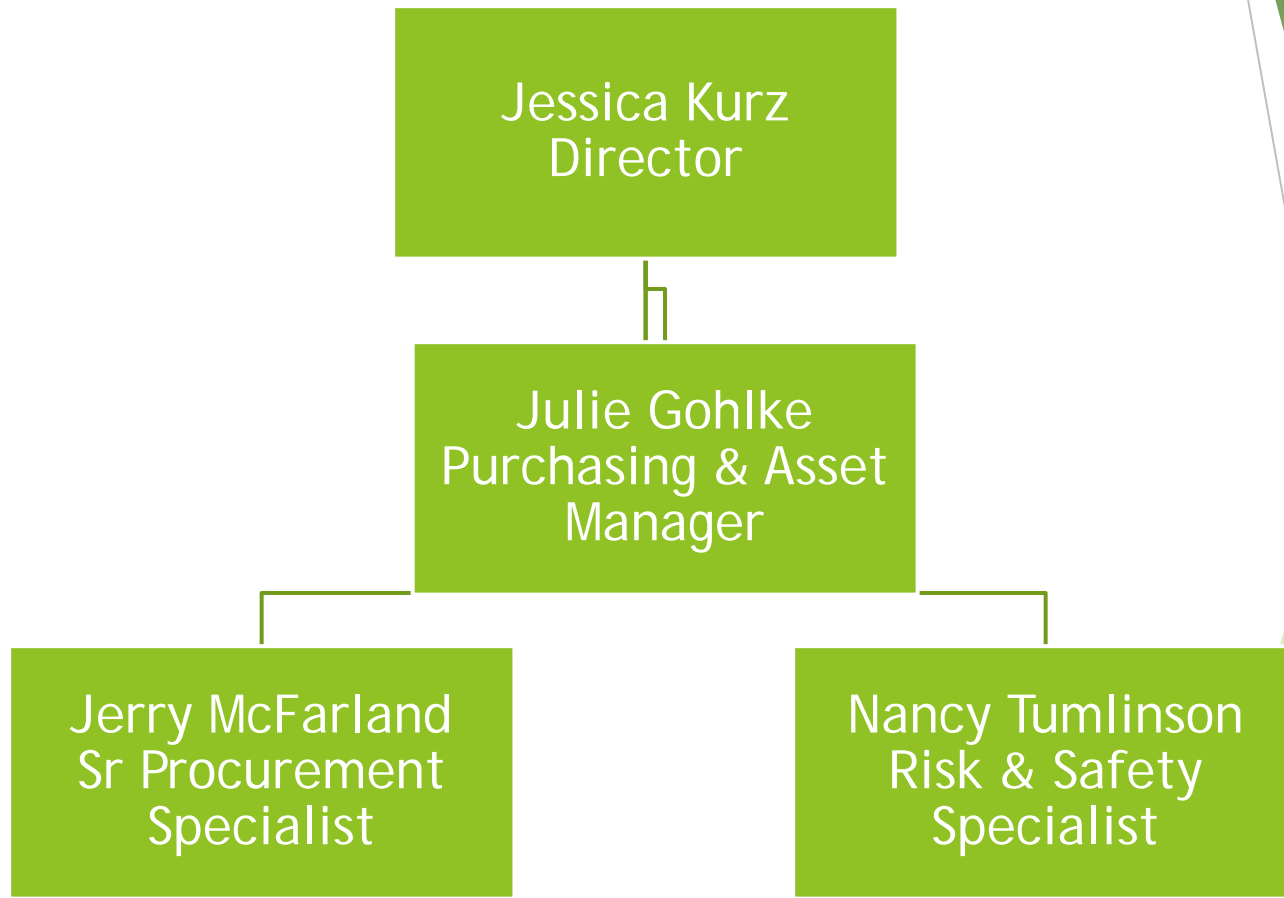 Jessica Kurz
Director
Julie Gohlke
Purchasing & Asset
Manager
Jerry McFarland
Sr Procurement
Specialist
Nancy Tumlinson
Risk & Safety
Specialist